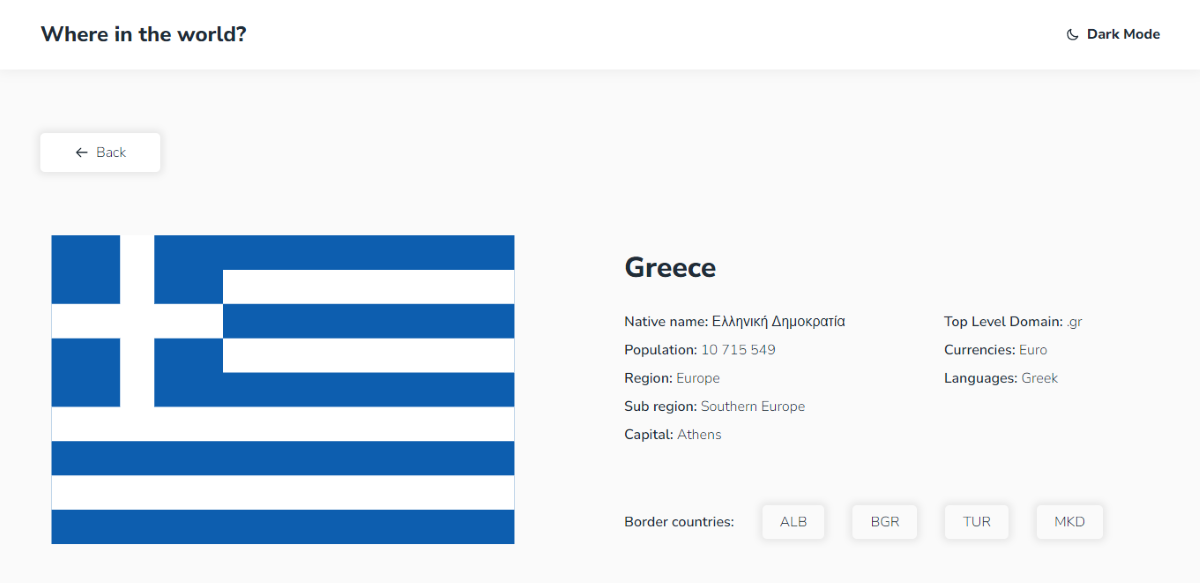 Where in the world?
Dark Mode
Back
Greece
Native name: Ελληνική Δημοκρατία
Population: 10 715 549
Region: Europe
Sub region: Southern Europe
Capital: Athens
Top Level Domain: .gr
Currencies: Euro
Languages: Greek
Border countries: ALB BGR TUR MKD